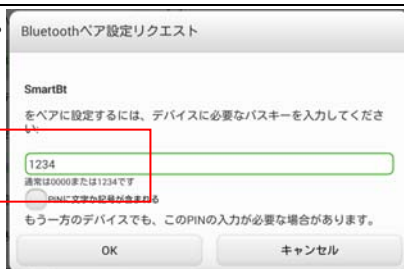 Bluetoothペア設定リクエスト
SmartBt
をペアに設定するには、デバイスに必要なパスキーを入力してくださ
い:
1234
通常は0000または1234です
PINに文字か記号が含まれる
もう一方のデバイスでも、このPINの入力が必要な場合があります。
OK キャンセル